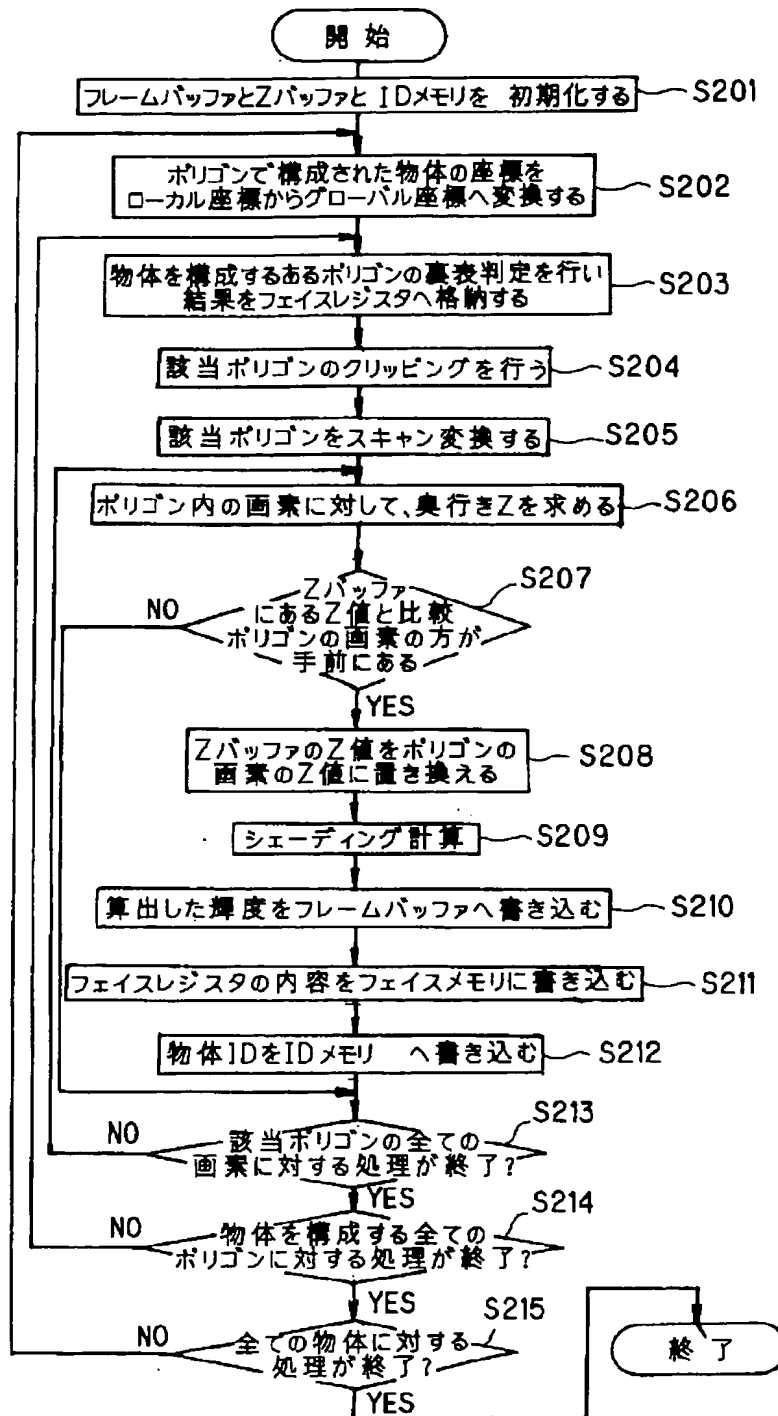 開始
フレームバッファとZバッファと IDメモリを 初期化する
S201
ポリゴンで構成された物体の座標を
ローカル座標からグローバル座標へ変換する
S202
物体を構成するあるポリゴンの裏表判定を行い
結果をフェイスレジスタへ格納する
S203
該当ポリゴンのクリッピングを行う
S204
該当ポリゴンをスキャン変換する
S205
ポリゴン内の画素に対して、奥行きZを求める
S206
S207
NO
Zバッファ
にあるZ値と比較
ポリゴンの画素の方が
手前にある
YES
ZバッファのZ値をポリゴンの
画素のZ値に置き換える
S208
シェーディング計算
S209
算出した輝度をフレームバッファへ書き込む
S210
フェイスレジスタの内容をフェイスメモリに書き込む
S211
物体IDをIDメモリ へ書き込む
S212
S213
NO
該当ポリゴンの全ての
画素に対する処理が終了?
YES
S214
NO
物体を構成する全ての
ポリゴンに対する処理が終了?
YES
S215
NO
全ての物体に対する
処理が終了?
YES
終了